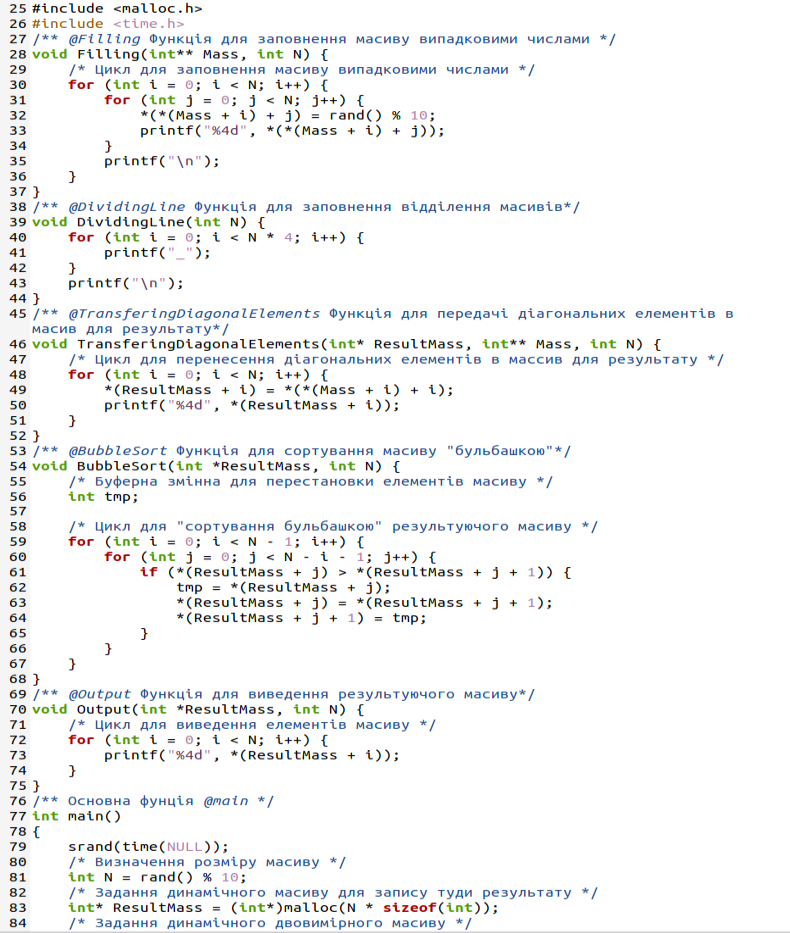 25 #include <malloc.h>
26 #include <time.h>
27 /** @Filling Функція для заповнення масиву випадковими числами */
28 void Filling(int** Mass, int N) {
29     /* Цикл для заповнення масиву випадковими числами */
30     for (int i = 0; i < N; i++) {
31         for (int j = 0; j < N; j++) {
32             *(*(Mass + i) + j) = rand() % 10;
33             printf("%4d", *(*(Mass + i) + j));
34         }
35         printf("\n");
36     }
37 }
38 /** @DividingLine Функція для заповнення відділення масивів*/
39 void DividingLine(int N) {
40     for (int i = 0; i < N * 4; i++) {
41         printf("_");
42     }
43     printf("\n");
44 }
45 /** @TransferingDiagonalElements Функція для передачі діагональних елементів в
масив для результату*/
46 void TransferingDiagonalElements(int* ResultMass, int** Mass, int N) {
47     /* Цикл для перенесення діагональних елементів в массив для результату */
48     for (int i = 0; i < N; i++) {
49         *(ResultMass + i) = *(*(Mass + i) + i);
50         printf("%4d", *(ResultMass + i));
51     }
52 }
53 /** @BubbleSort Функція для сортування масиву "бульбашкою"*/
54 void BubbleSort(int *ResultMass, int N) {
55     /* Буферна змінна для перестановки елементів масиву */
56     int tmp;
57
58     /* Цикл для "сортування бульбашкою" результуючого масиву */
59     for (int i = 0; i < N - 1; i++) {
60         for (int j = 0; j < N - i - 1; j++) {
61             if (*(ResultMass + j) > *(ResultMass + j + 1)) {
62                 tmp = *(ResultMass + j);
63                 *(ResultMass + j) = *(ResultMass + j + 1);
64                 *(ResultMass + j + 1) = tmp;
65             }
66         }
67     }
68 }
69 /** @Output Функція для виведення результуючого масиву*/
70 void Output(int *ResultMass, int N) {
71     /* Цикл для виведення елементів масиву */
72     for (int i = 0; i < N; i++) {
73         printf("%4d", *(ResultMass + i));
74     }
75 }
76 /** Основна фунція @main */
77 int main()
78 {
79     srand(time(NULL));
80     /* Визначення розміру масиву */
81     int N = rand() % 10;
82     /* Задання динамічного масиву для запису туди результату */
83     int* ResultMass = (int*)malloc(N * sizeof(int));
84     /* Задання динамічного двовимірного масиву */